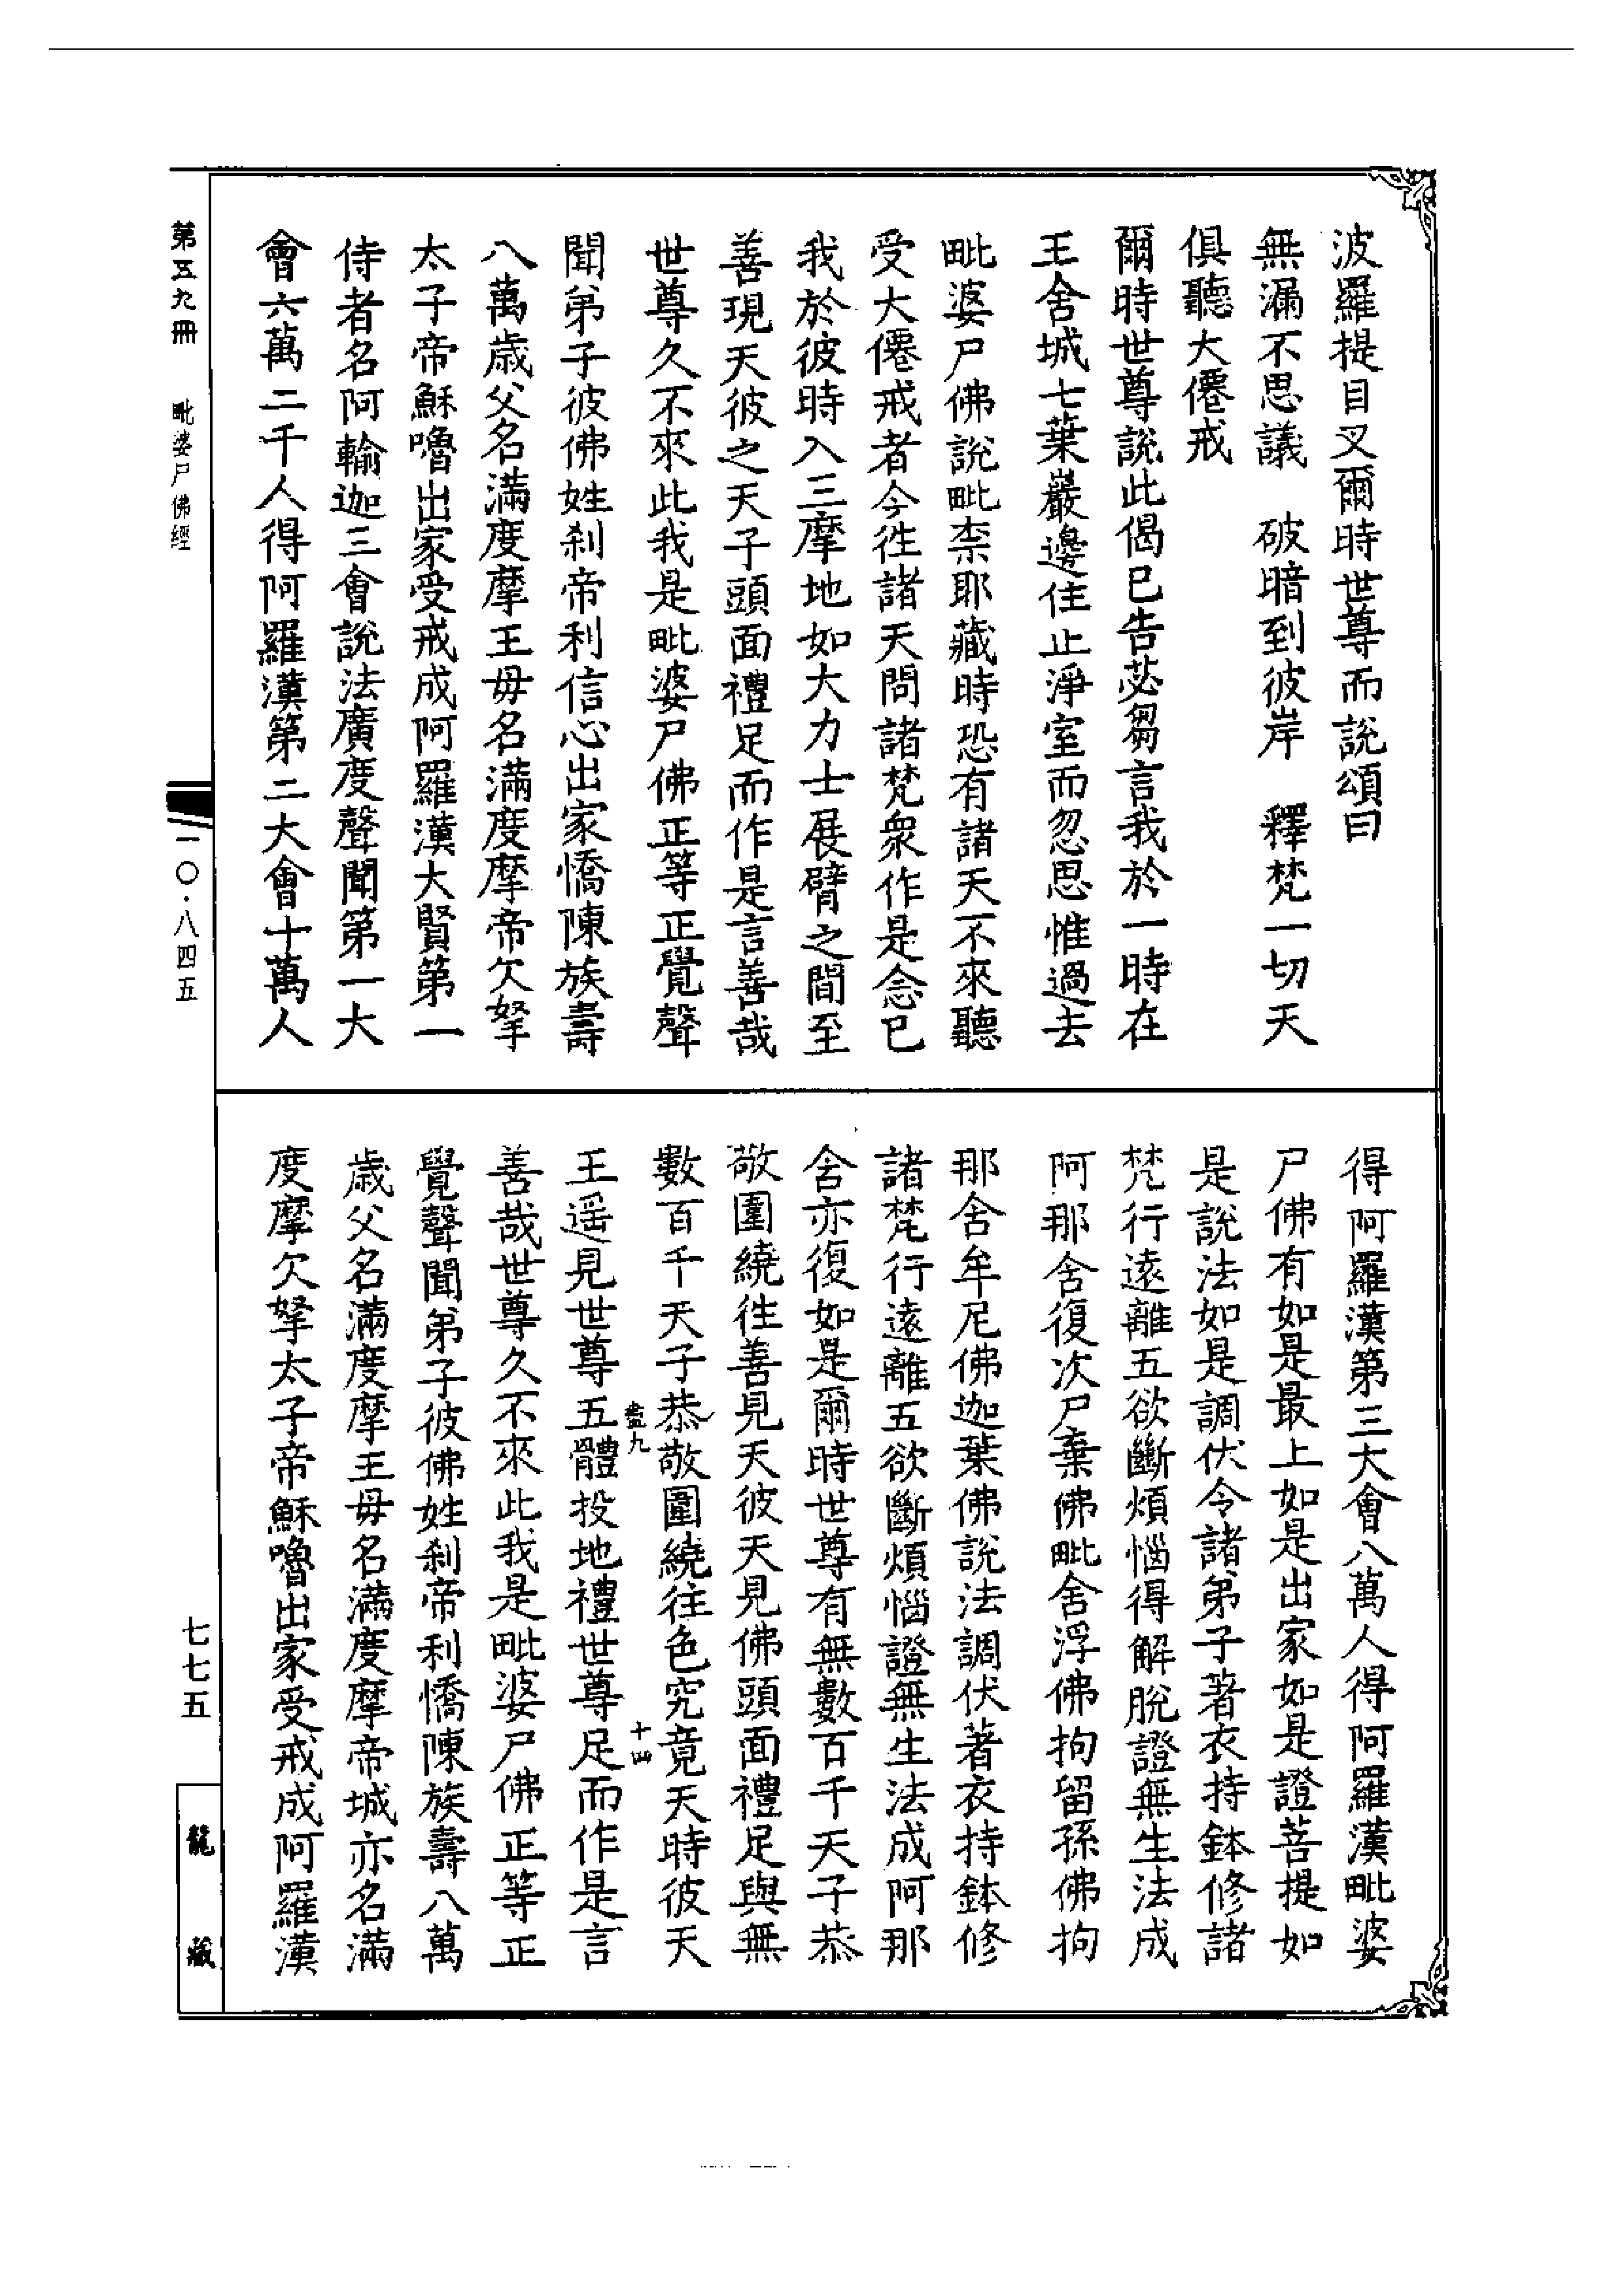 波羅提目叉爾時世尊而說頌曰
無漏不思議　破暗到彼岸　釋梵一切天
俱聽大僊戒
爾時世尊說此偈已告苾芻言我於一時在
王舍城七葉巖邊住止淨室而忽思惟過去
毗婆尸佛說毗柰耶藏時恐有諸天不來聽
受大僊戒者今徃諸天問諸梵衆作是念已
我於彼時入三摩地如大力士展臂之間至
善現天彼之天子頭面禮足而作是言善哉
世尊久不來此我是毗婆尸佛正等正覺聲
聞弟子彼佛姓刹帝利信心出家憍陳族壽
八萬歲父名滿度摩王毋名滿度摩帝欠拏
太子帝穌嚕出家受戒成阿羅漢大賢第一
侍者名阿輸迦三會說法廣度聲聞第一大
會六萬二千人得阿羅漢第二大會十萬人
得阿羅漢第三大會八萬人得阿羅漢毗婆
尸佛有如是最上如是出家如是證菩提如
是說法如是調伏令諸弟子著衣持鉢修諸
梵行遠離五欲斷煩惱得解脫證無生法成
阿那舍復次尸棄佛毗舍浮佛拘留孫佛拘
那舍牟尼佛迦葉佛說法調伏著衣持鉢修
諸梵行遠離五欲斷煩惱證無生法成阿那
舍亦復如是爾時世尊有無數百千天子恭
敬圍繞徃善見天彼天見佛頭面禮足與無
數百千天子恭敬圍繞往色究竟天時彼天
盡九
十四
王遥見世尊五體投地禮世尊足而作是言
善哉世尊久不來此我是毗婆尸佛正等正
覺聲聞弟子彼佛姓刹帝利憍陳族壽八萬
歲父名滿度摩王毋名滿度摩帝城亦名滿
度摩欠拏太子帝穌嚕出家受戒成阿羅漢
第五九冊
毗婆尸佛經
一〇·八四五
七七五
龍藏